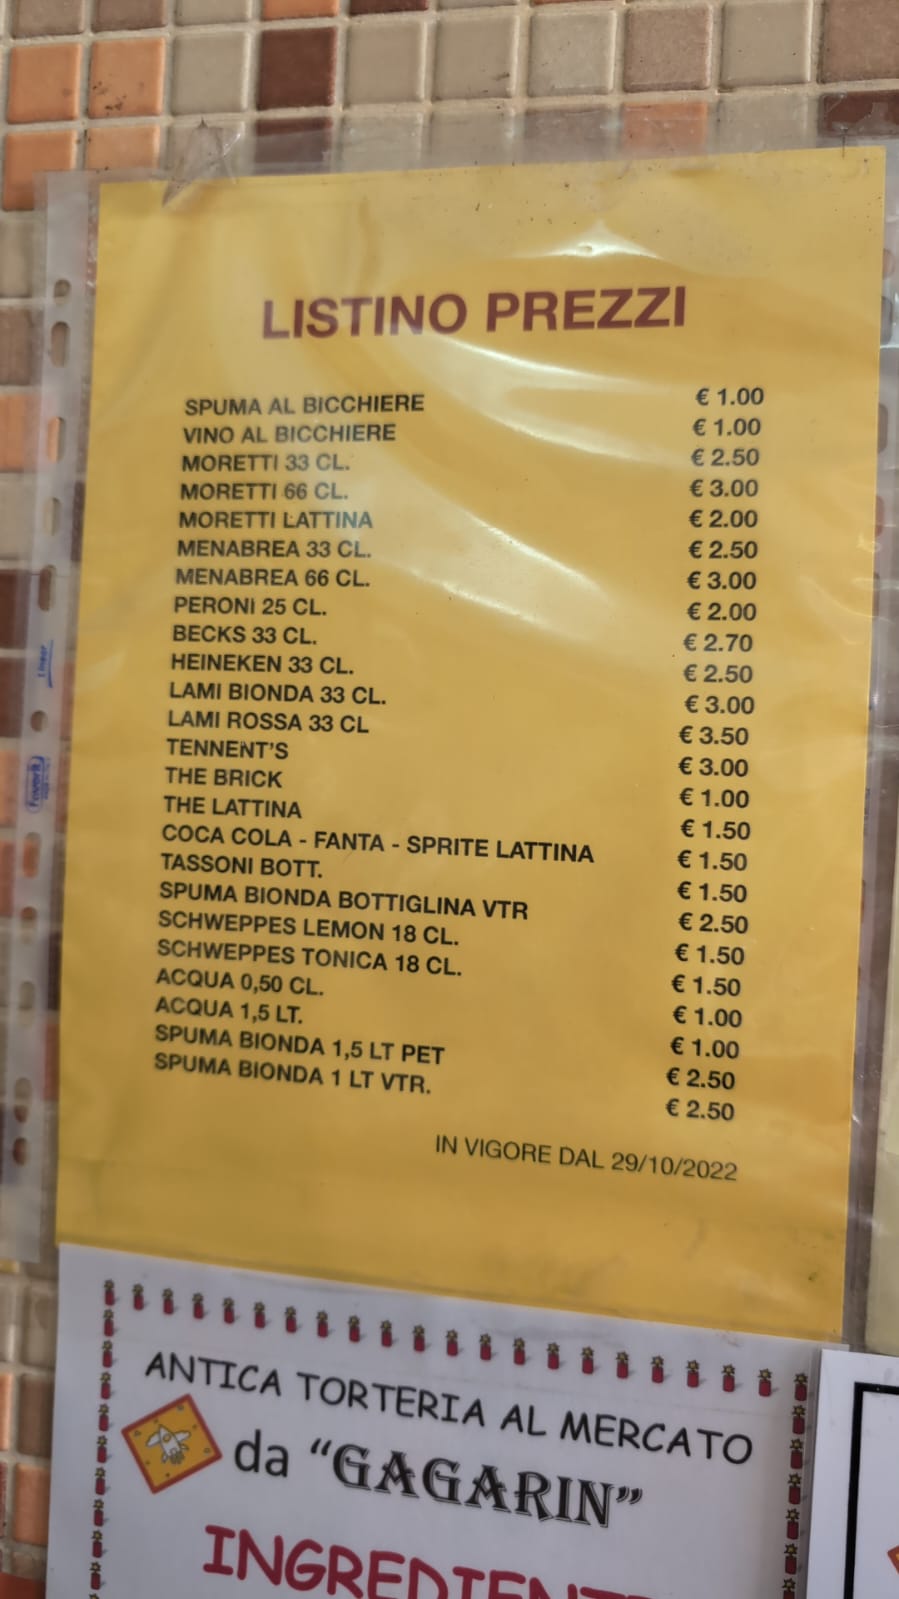 LISTINO PREZZI
SPUMA AL BICCHIERE € 1.00
VINO AL BICCHIERE € 1.00
MORETTI 33 CL. € 2.50
MORETTI 66 CL. € 3.00
MORETTI LATTINA € 2.00
MENABREA 33 CL. € 2.50
MENABREA 66 CL. € 3.00
PERONI 25 CL. € 2.00
BECKS 33 CL. € 2.70
HEINEKEN 33 CL. € 2.50
LAMI BIONDA 33 CL. € 3.00
LAMI ROSSA 33 CL € 3.50
TENNENT'S € 3.00
THE BRICK € 1.00
THE LATTINA € 1.50
COCA COLA - FANTA - SPRITE LATTINA € 1.50
TASSONI BOTT. € 1.50
SPUMA BIONDA BOTTIGLINA VTR € 2.50
SCHWEPPES LEMON 18 CL. € 1.50
SCHWEPPES TONICA 18 CL. € 1.50
ACQUA 0,50 CL. € 1.00
ACQUA 1,5 LT. € 1.00
SPUMA BIONDA 1,5 LT PET € 2.50
SPUMA BIONDA 1 LT VTR. € 2.50
IN VIGORE DAL 29/10/2022
Linear
Favorit
ANTICA TORTERIA AL MERCATO
da "GAGARIN"